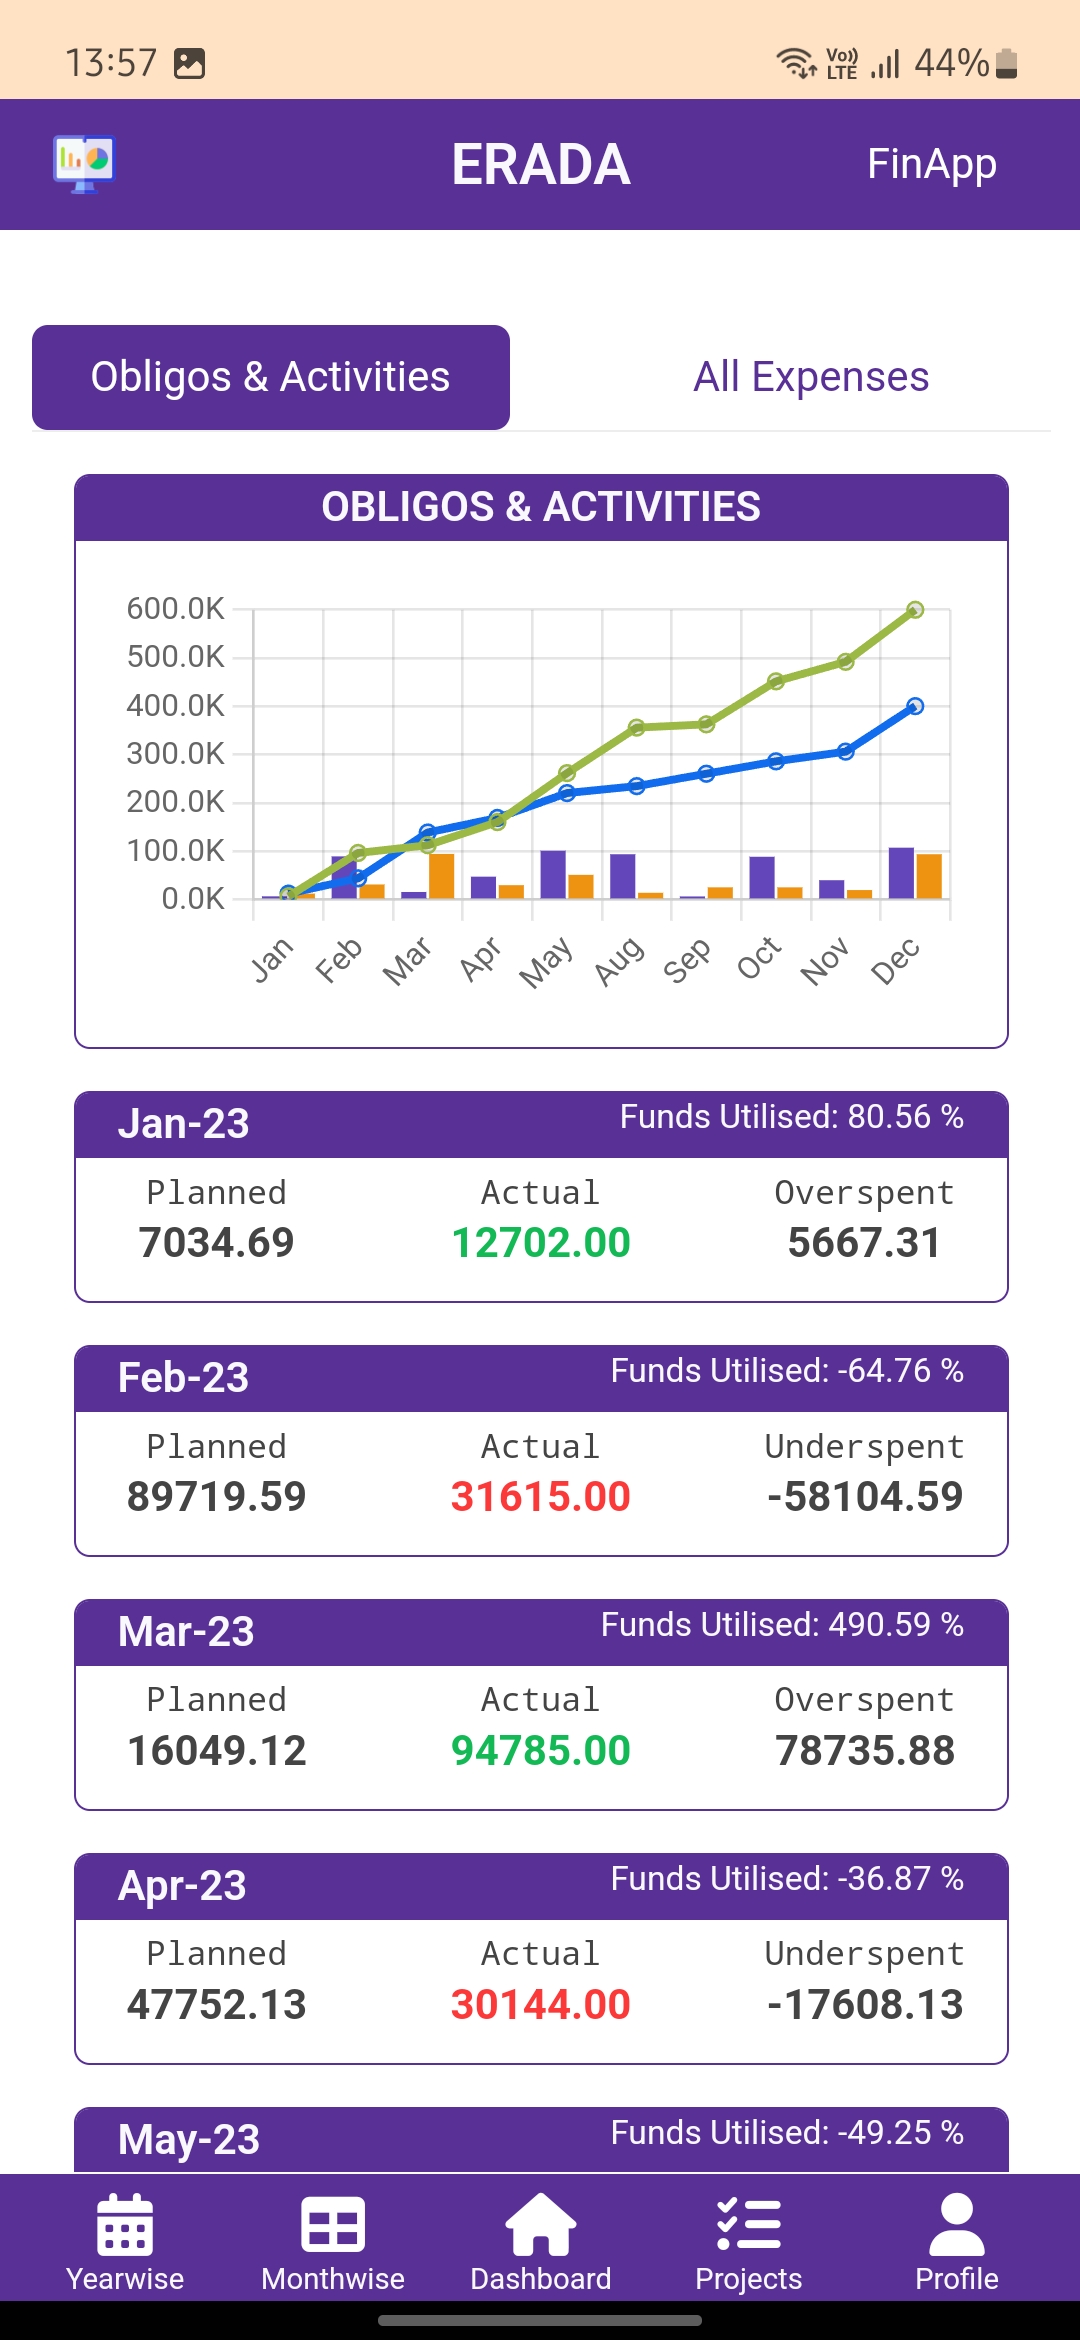 13:57 Vo)) LTE 44%
ERADA FinApp
Obligos & Activities All Expenses
OBLIGOS & ACTIVITIES
600.0K
500.0K
400.0K
300.0K
200.0K
100.0K
0.0K
Jan Feb Mar Apr May Aug Sep Oct Nov Dec
Jan-23 Funds Utilised: 80.56 %
Planned Actual Overspent
7034.69 12702.00 5667.31
Feb-23 Funds Utilised: -64.76 %
Planned Actual Underspent
89719.59 31615.00 -58104.59
Mar-23 Funds Utilised: 490.59 %
Planned Actual Overspent
16049.12 94785.00 78735.88
Apr-23 Funds Utilised: -36.87 %
Planned Actual Underspent
47752.13 30144.00 -17608.13
May-23 Funds Utilised: -49.25 %
Yearwise Monthwise Dashboard Projects Profile